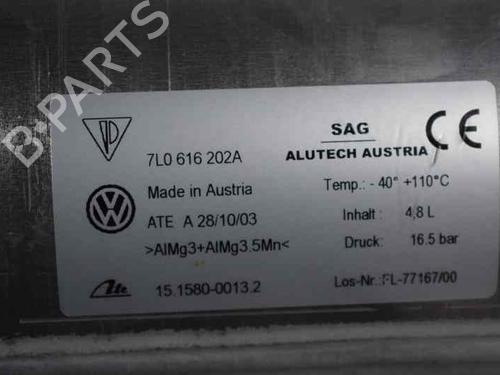 B-PARTS
7L0 616 202A
Made in Austria
ATE A 28/10/03
>AlMg3+AlMg3.5Mn<
Ate 15.1580-0013.2
SAG CE
ALUTECH AUSTRIA
Temp.: - 40° +110°C
Inhalt : 4,8 L
Druck: 16.5 bar
Los-Nr.:FL-77167/00